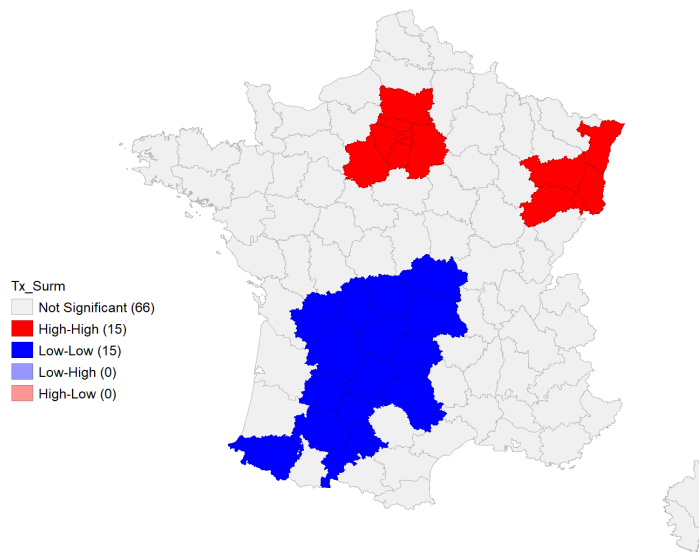 Tx_Surm
Not Significant (66)
High-High (15)
Low-Low (15)
Low-High (0)
High-Low (0)